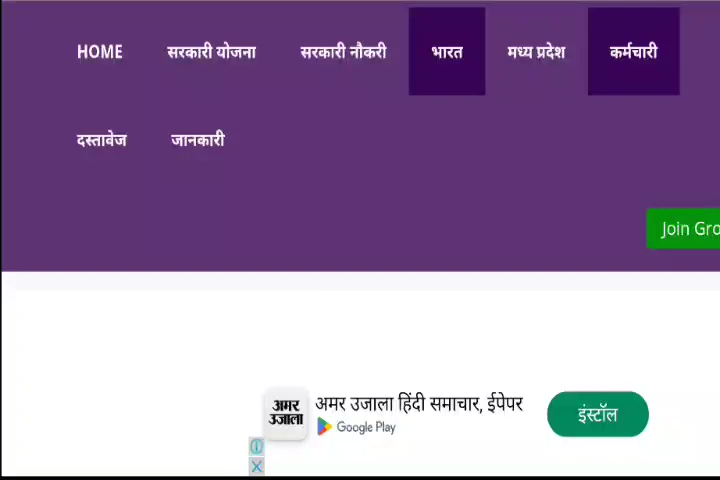 HOME सरकारी योजना सरकारी नौकरी भारत मध्य प्रदेश कर्मचारी
दस्तावेज जानकारी
Join Gro
अमर उजाला
अमर उजाला हिंदी समाचार, ईपेपर
Google Play
इंस्टॉल